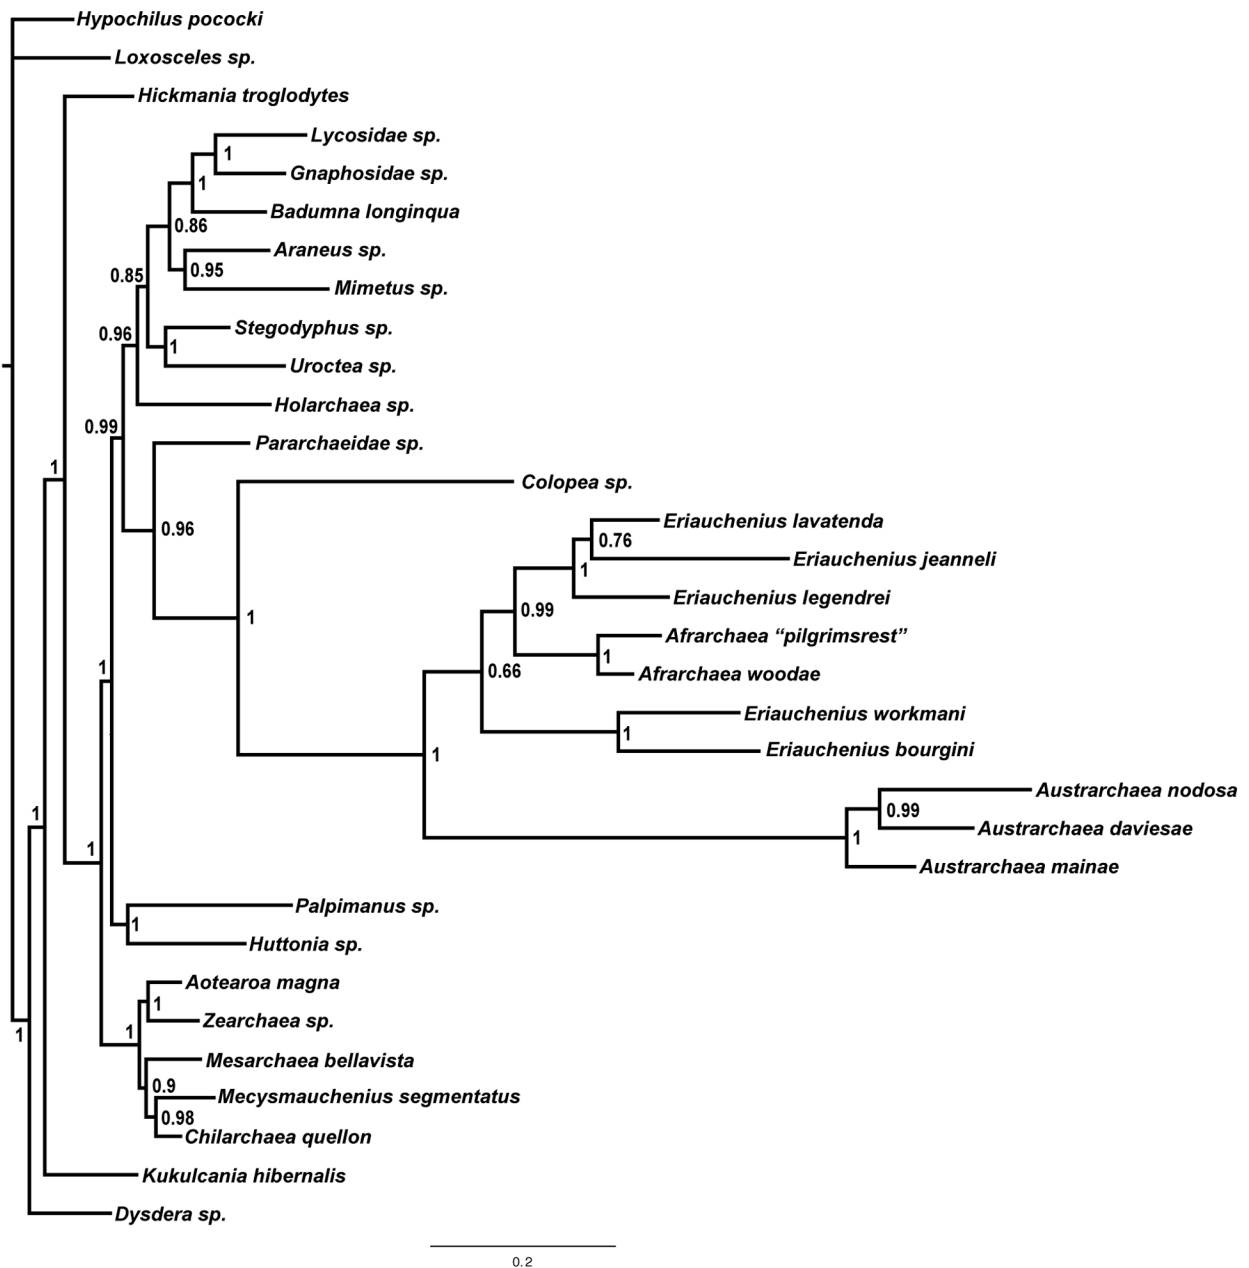 Hypochilus pococki
Loxosceles sp.
Hickmania troglodytes
Lycosidae sp.
1
Gnaphosidae sp.
1
Badumna longinqua
0.86
Araneus sp.
0.95
0.85
Mimetus sp.
Stegodyphus sp.
0.96
1
Uroctea sp.
Holarchaea sp.
0.99
Pararchaeidae sp.
1
Colopea sp.
0.96
Eriauchenius lavatenda
0.76
Eriauchenius jeanneli
1
Eriauchenius legendrei
0.99
1
Afrarchaea “pilgrimsrest”
1
1
0.66
Afrarchaea woodae
Eriauchenius workmani
1
Eriauchenius bourgini
1
Austrarchaea nodosa
1
0.99
Austrarchaea daviesae
1
1
Austrarchaea mainae
Palpimanus sp.
1
Huttonia sp.
Aotearoa magna
1
Zearchaea sp.
1
1
Mesarchaea bellavista
0.9
Mecysmauchenius segmentatus
0.98
Chilarchaea quellon
Kukulcania hibernalis
Dysdera sp.
0.2